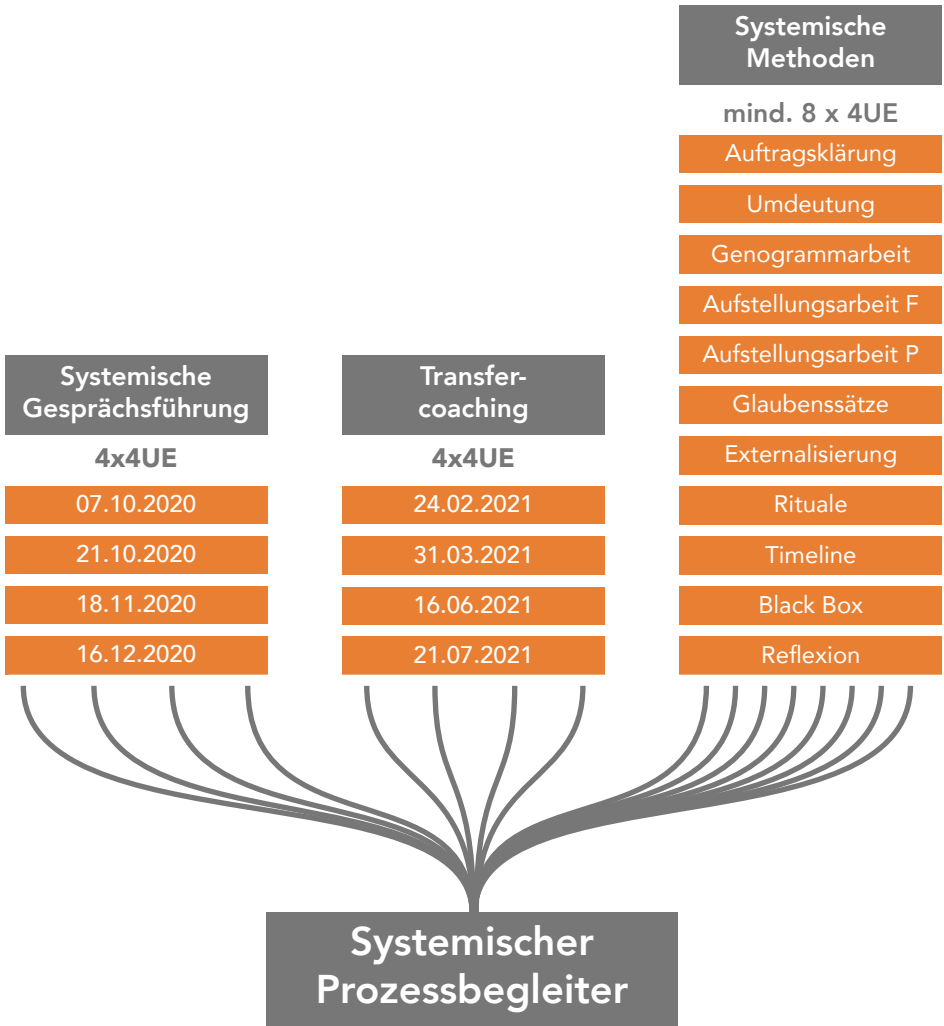 Systemische
Gesprächsführung
4x4UE
07.10.2020
21.10.2020
18.11.2020
16.12.2020
Transfer-
coaching
4x4UE
24.02.2021
31.03.2021
16.06.2021
21.07.2021
Systemische
Methoden
mind. 8 x 4UE
Auftragsklärung
Umdeutung
Genogrammarbeit
Aufstellungsarbeit F
Aufstellungsarbeit P
Glaubenssätze
Externalisierung
Rituale
Timeline
Black Box
Reflexion
Systemischer
Prozessbegleiter